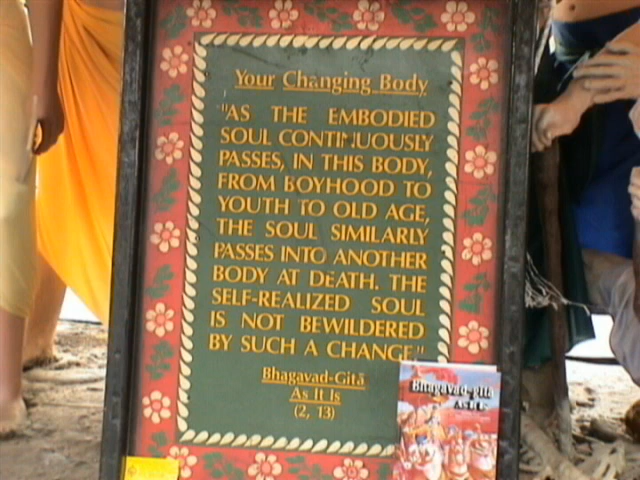 Your Changing Body
"AS THE EMBODIED
SOUL CONTINUOUSLY
PASSES, IN THIS BODY,
FROM BOYHOOD TO
YOUTH TO OLD AGE,
THE SOUL SIMILARLY
PASSES INTO ANOTHER
BODY AT DEATH. THE
SELF-REALIZED SOUL
IS NOT BEWILDERED
BY SUCH A CHANGE"
Bhagavad-Gitā
As It Is
(2, 13)
Bhagavad-gītā
As It Is